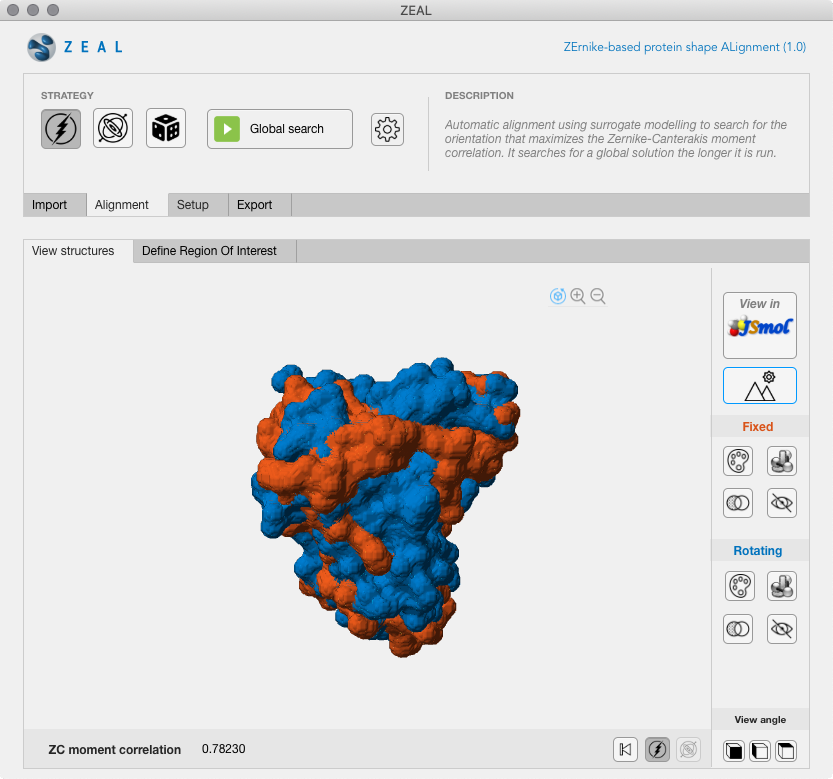 ZEAL
ZEAL
ZErnike-based protein shape ALignment (1.0)
STRATEGY
Global search
DESCRIPTION
Automatic alignment using surrogate modelling to search for the
orientation that maximizes the Zernike-Canterakis moment
correlation. It searches for a global solution the longer it is run.
Import
Alignment
Setup
Export
View structures
Define Region Of Interest
View in
JSmol
Fixed
Rotating
View angle
ZC moment correlation
0.78230